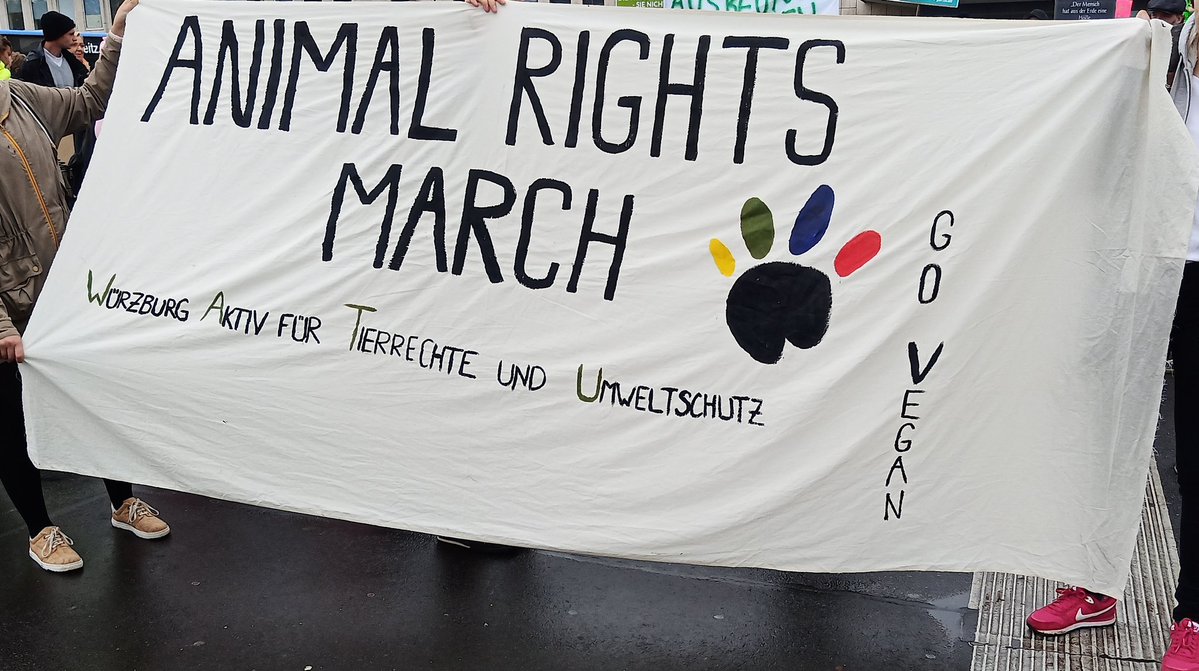 - SIE NICH
AUSBEUTEN
"Der Mensch
hat aus der Erde eine
Hölle
eitz
ANIMAL RIGHTS
MARCH
WÜRZBURG AKTIV FÜR TIERRECHTE UND UMWELTSCHUTZ
GO VEGAN